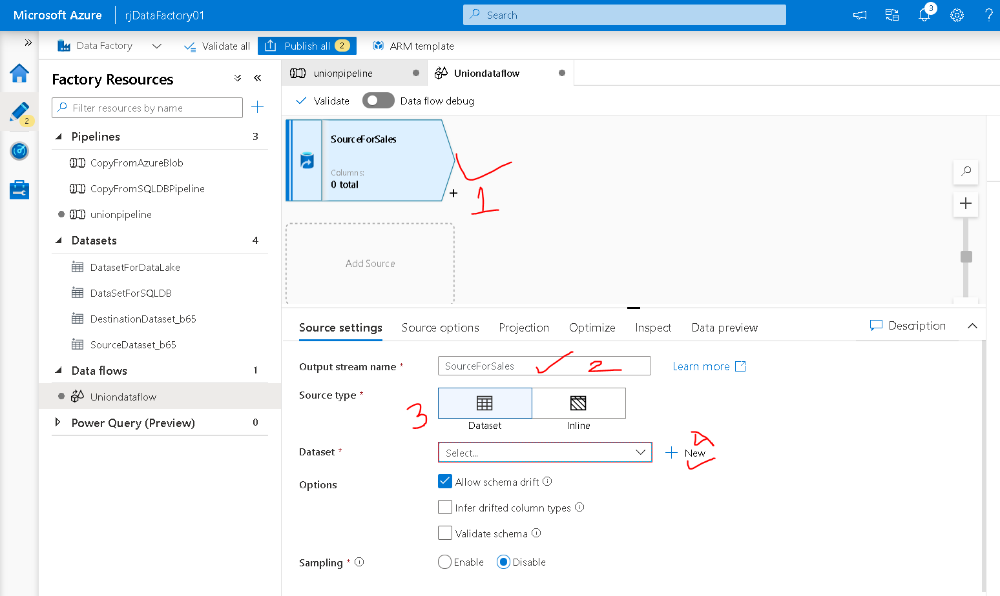 Microsoft Azure
rjDataFactory01
Search
3
?
Data Factory
Validate all
Publish all 2
ARM template
Factory Resources
Filter resources by name
2
Pipelines 3
CopyFromAzureBlob
CopyFromSQLDBPipeline
unionpipeline
Datasets 4
DatasetForDataLake
DataSetForSQLDB
DestinationDataset_b65
SourceDataset_b65
Data flows 1
Uniondataflow
Power Query (Preview) 0
unionpipeline
Uniondataflow
Validate
Data flow debug
SourceForSales
Columns:
0 total
+
1
Add Source
Source settings
Source options
Projection
Optimize
Inspect
Data preview
Description
Output stream name *
SourceForSales
2
Learn more
Source type *
3
Dataset
Inline
Dataset *
Select...
New
Options
Allow schema drift
Infer drifted column types
Validate schema
Sampling *
Enable
Disable